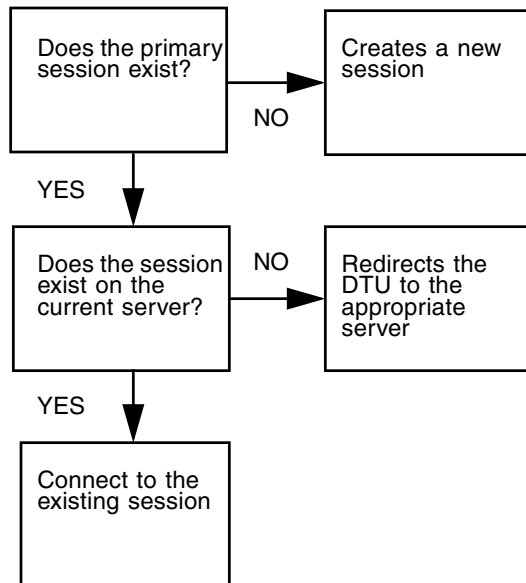 Does the primary
session exist?
Creates a new
session
NO
YES
Does the session
exist on the
current server?
NO
Redirects the
DTU to the
appropriate
server
YES
Connect to the
existing session